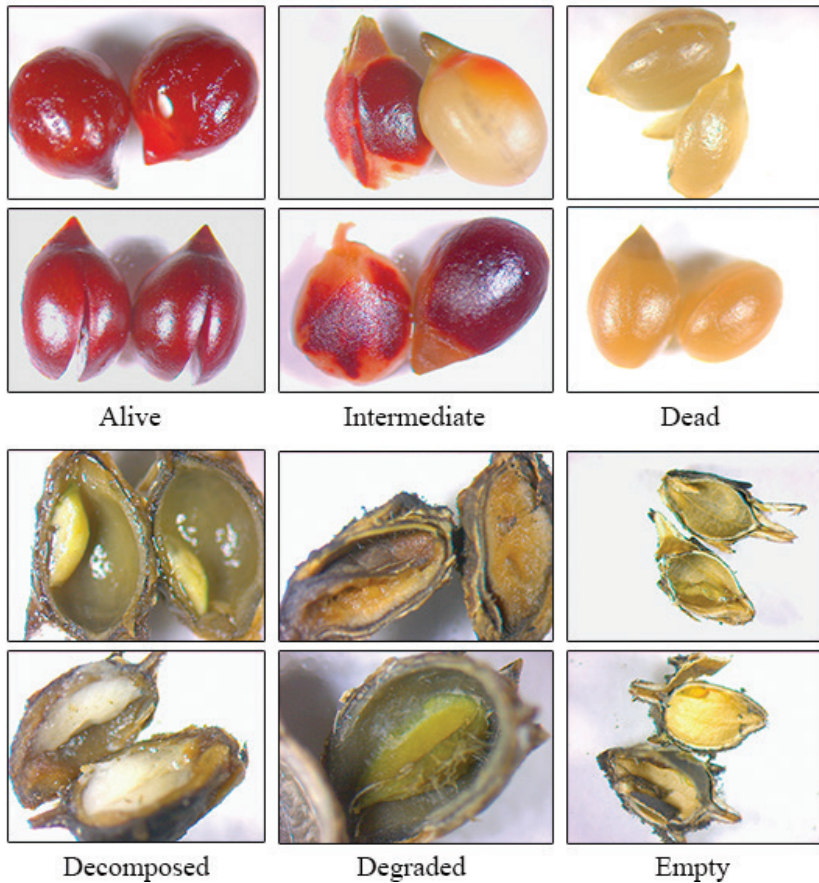 Alive
Intermediate
Dead
Decomposed
Degraded
Empty